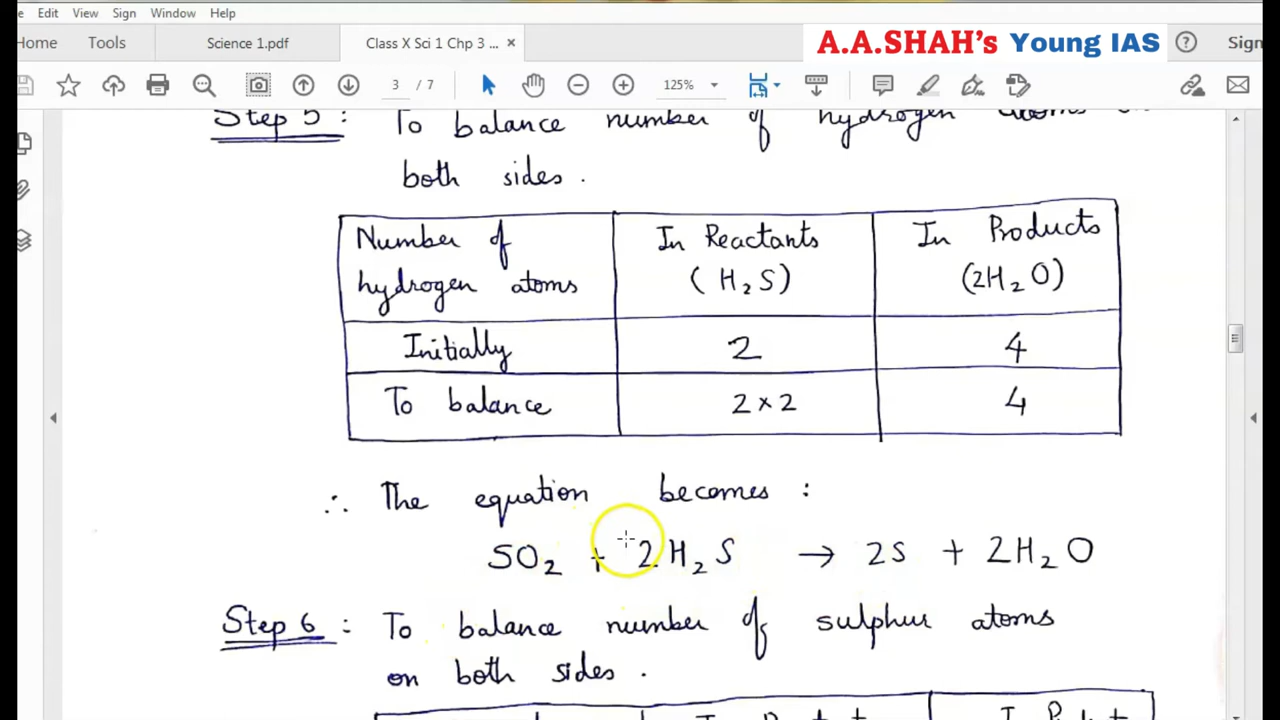 Edit View Sign Window Help
Home Tools Science 1.pdf Class X Sci 1 Chp 3 ... × A.A.SHAH's Young IAS Sign
3 / 7 125%
Step 5 : To balance number of hydrogen atoms
both sides .
Number of hydrogen atoms In Reactants (H₂S) In Products (2H₂O)
Initially 2 4
To balance 2 × 2 4
∴ The equation becomes :
SO₂ + 2H₂S → 2S + 2H₂O
Step 6 : To balance number of sulphur atoms
on both sides .